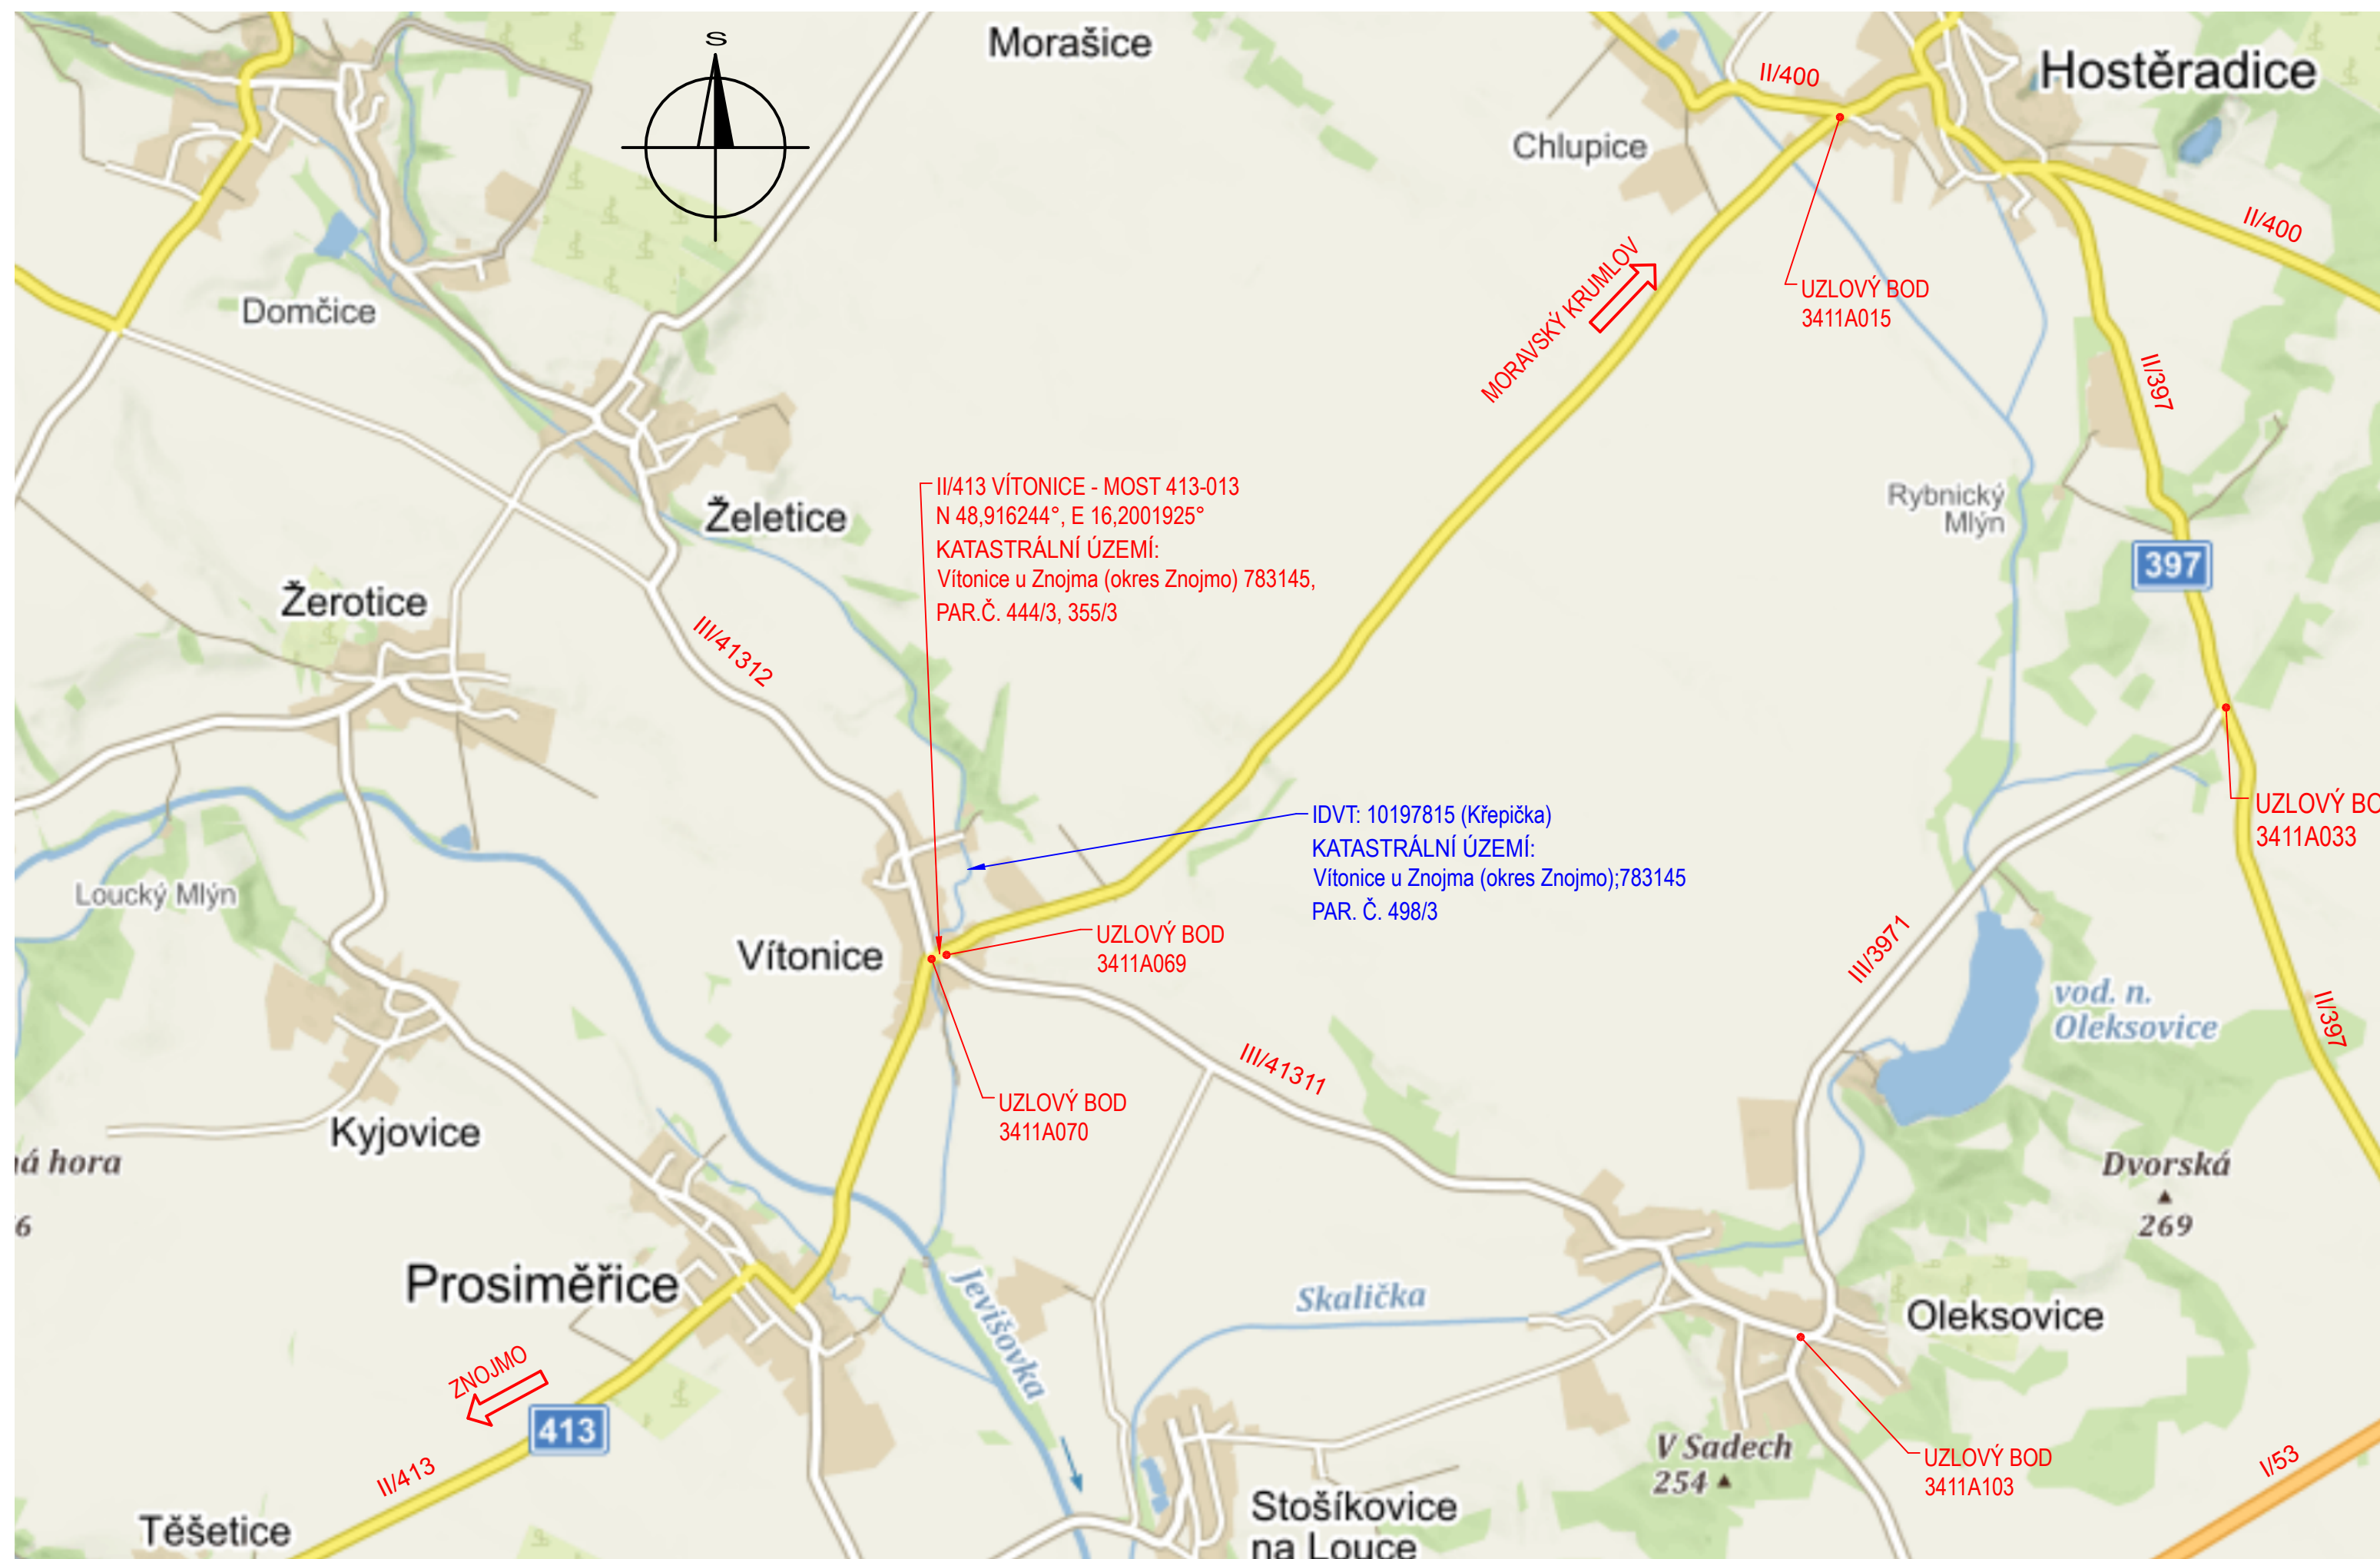 S
Morašice
Hostěradice
II/400
Chlupice
II/400
MORAVSKÝ KRUMLOV
UZLOVÝ BOD
3411A015
Domčice
II/397
II/413 VÍTONICE - MOST 413-013
N 48,916244°, E 16,2001925°
KATASTRÁLNÍ ÚZEMÍ:
Vítonice u Znojma (okres Znojmo) 783145,
PAR.Č. 444/3, 355/3
Želetice
Rybnický
Mlýn
397
Žerotice
III/41312
UZLOVÝ BO
3411A033
IDVT: 10197815 (Křepička)
KATASTRÁLNÍ ÚZEMÍ:
Vítonice u Znojma (okres Znojmo);783145
PAR. Č. 498/3
Loucký Mlýn
Vítonice
UZLOVÝ BOD
3411A069
III/3971
vod. n.
Oleksovice
II/397
III/41311
UZLOVÝ BOD
3411A070
Kyjovice
á hora
6
Dvorská
269
Prosiměřice
Jevišovka
Skalička
Oleksovice
ZNOJMO
413
II/413
V Sadech
254
UZLOVÝ BOD
3411A103
I/53
Těšetice
Stošíkovice
na Louce